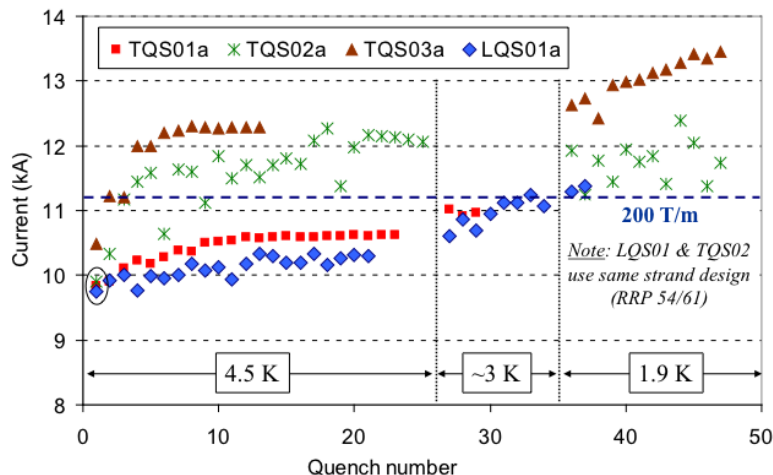 14
13
12
11
10
9
8
Current (kA)
TQS01a TQS02a TQS03a LQS01a
200 T/m
Note: LQS01 & TQS02
use same strand design
(RRP 54/61)
4.5 K ~3 K 1.9 K
0 10 20 30 40 50
Quench number